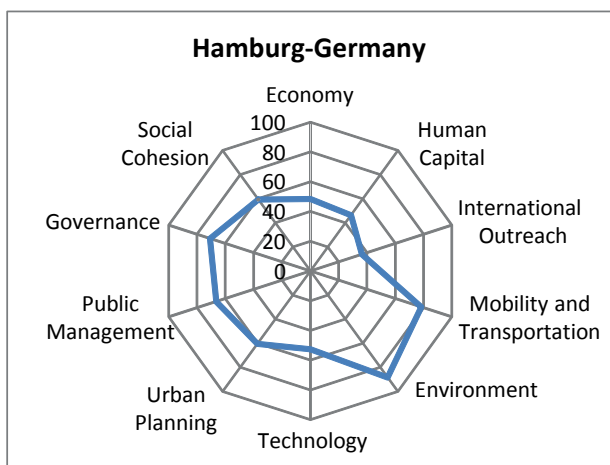 Hamburg-Germany
Economy
Human
Capital
International
Outreach
Mobility and
Transportation
Environment
Technology
Urban
Planning
Public
Management
Governance
Social
Cohesion
100
80
60
40
20
0